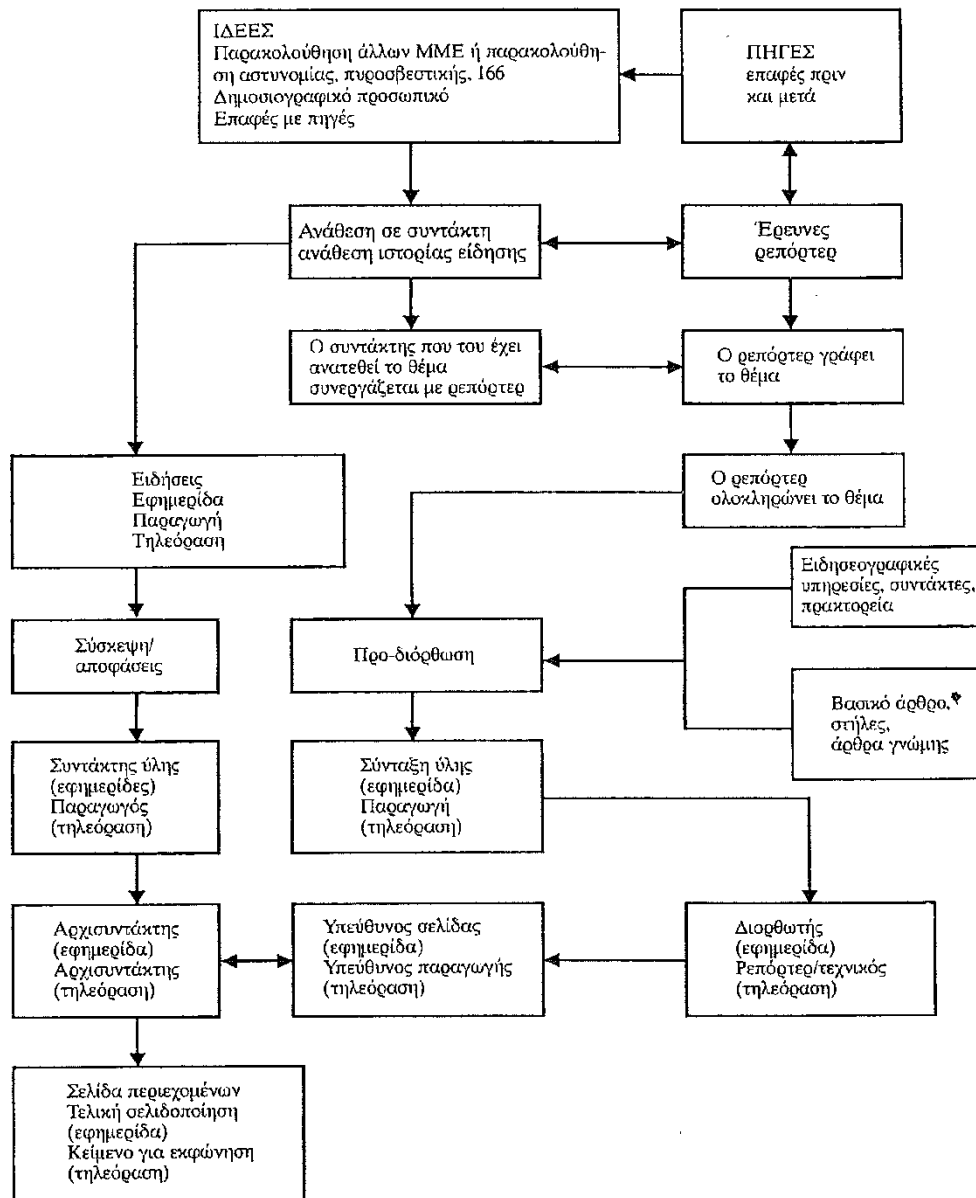 ΙΔΕΕΣ
Παρακολούθηση άλλων ΜΜΕ ή παρακολούθη-
ση αστυνομίας, πυροσβεστικής, 166
Δημοσιογραφικό προσωπικό
Επαφές με πηγές
ΠΗΓΕΣ
επαφές πριν
και μετά
Ανάθεση σε συντάκτη
ανάθεση ιστορίας είδησης
Έρευνες
ρεπόρτερ
Ο συντάκτης που του έχει
ανατεθεί το θέμα
συνεργάζεται με ρεπόρτερ
Ο ρεπόρτερ γράφει
το θέμα
Ειδήσεις
Εφημερίδα
Παραγωγή
Τηλεόραση
Ο ρεπόρτερ
ολοκληρώνει το θέμα
Ειδησεογραφικές
υπηρεσίες, συντάκτες,
πρακτορεία
Σύσκεψη/
αποφάσεις
Προ-διόρθωση
Βασικό άρθρο,
στήλες,
άρθρα γνώμης
Συντάκτης ύλης
(εφημερίδες)
Παραγωγός
(τηλεόραση)
Σύνταξη ύλης
(εφημερίδα)
Παραγωγή
(τηλεόραση)
Αρχισυντάκτης
(εφημερίδα)
Αρχισυντάκτης
(τηλεόραση)
Υπεύθυνος σελίδας
(εφημερίδα)
Υπεύθυνος παραγωγής
(τηλεόραση)
Διορθωτής
(εφημερίδα)
Ρεπόρτερ/τεχνικός
(τηλεόραση)
Σελίδα περιεχομένων
Τελική σελιδοποίηση
(εφημερίδα)
Κείμενο για εκφώνηση
(τηλεόραση)